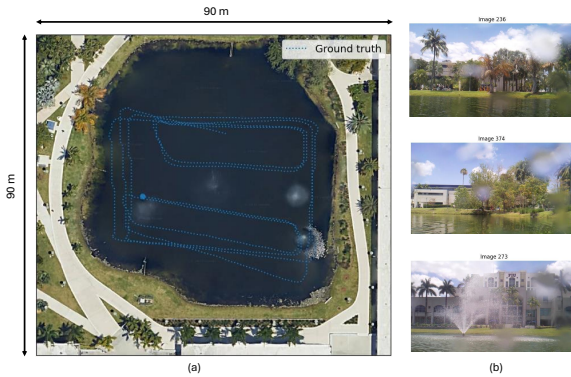 90 m
90 m
Ground truth
Image 236
Image 374
Image 273
(a)
(b)